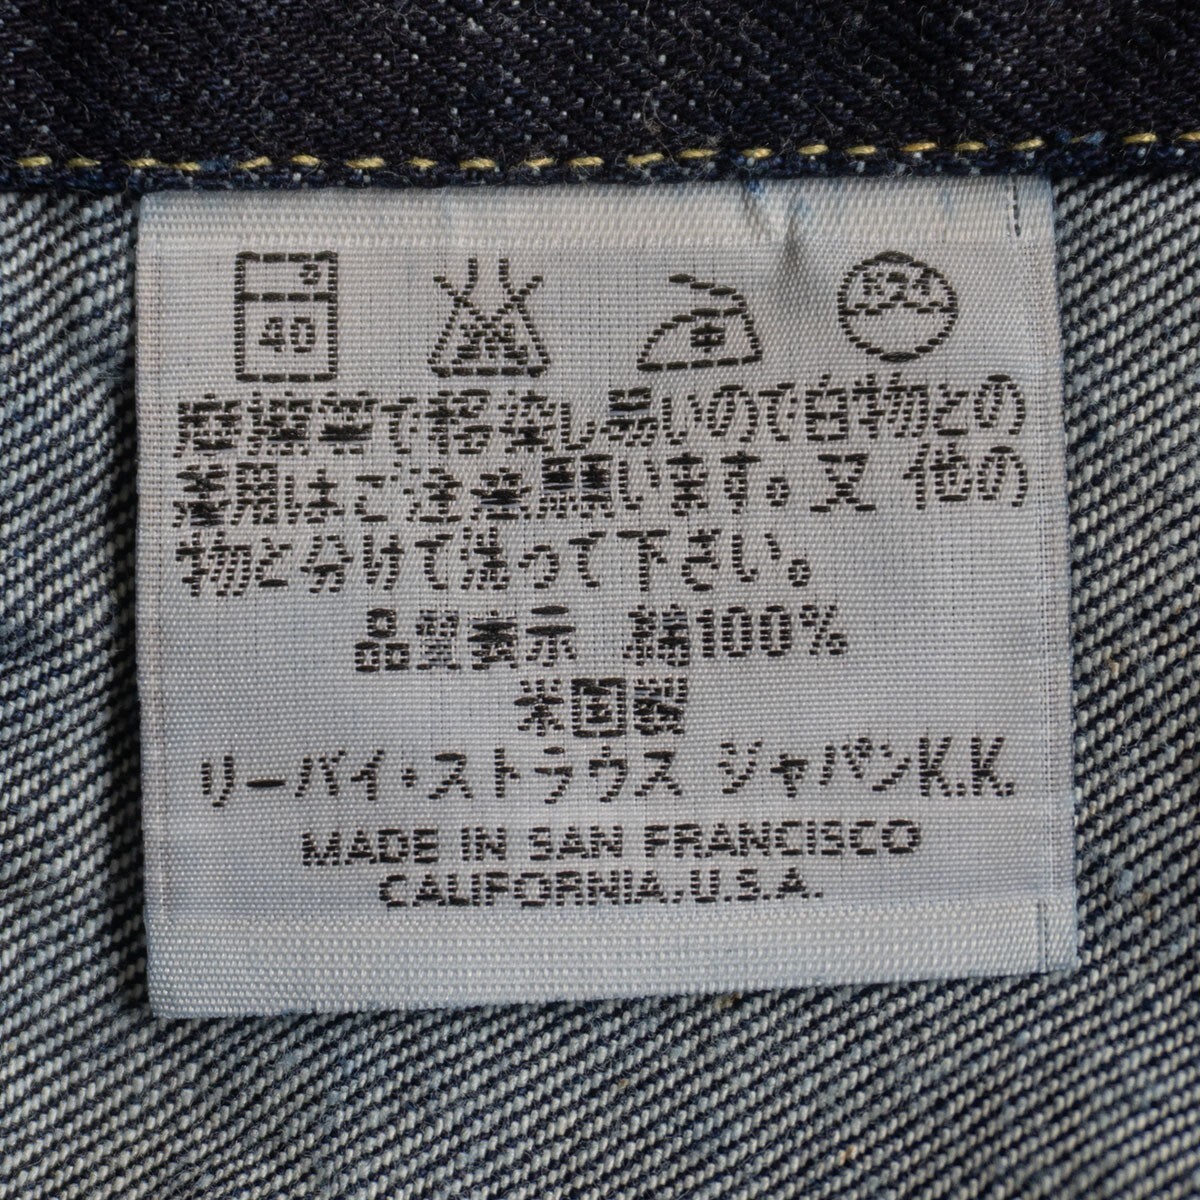 40
中
摩擦等で移染し易いので白物との
着用はご注意願います。又 他の
物と分けて洗って下さい。
品質表示 綿100%
米国製
リーバイ・ストラウス ジャパンK.K.
MADE IN SAN FRANCISCO
CALIFORNIA,U.S.A.